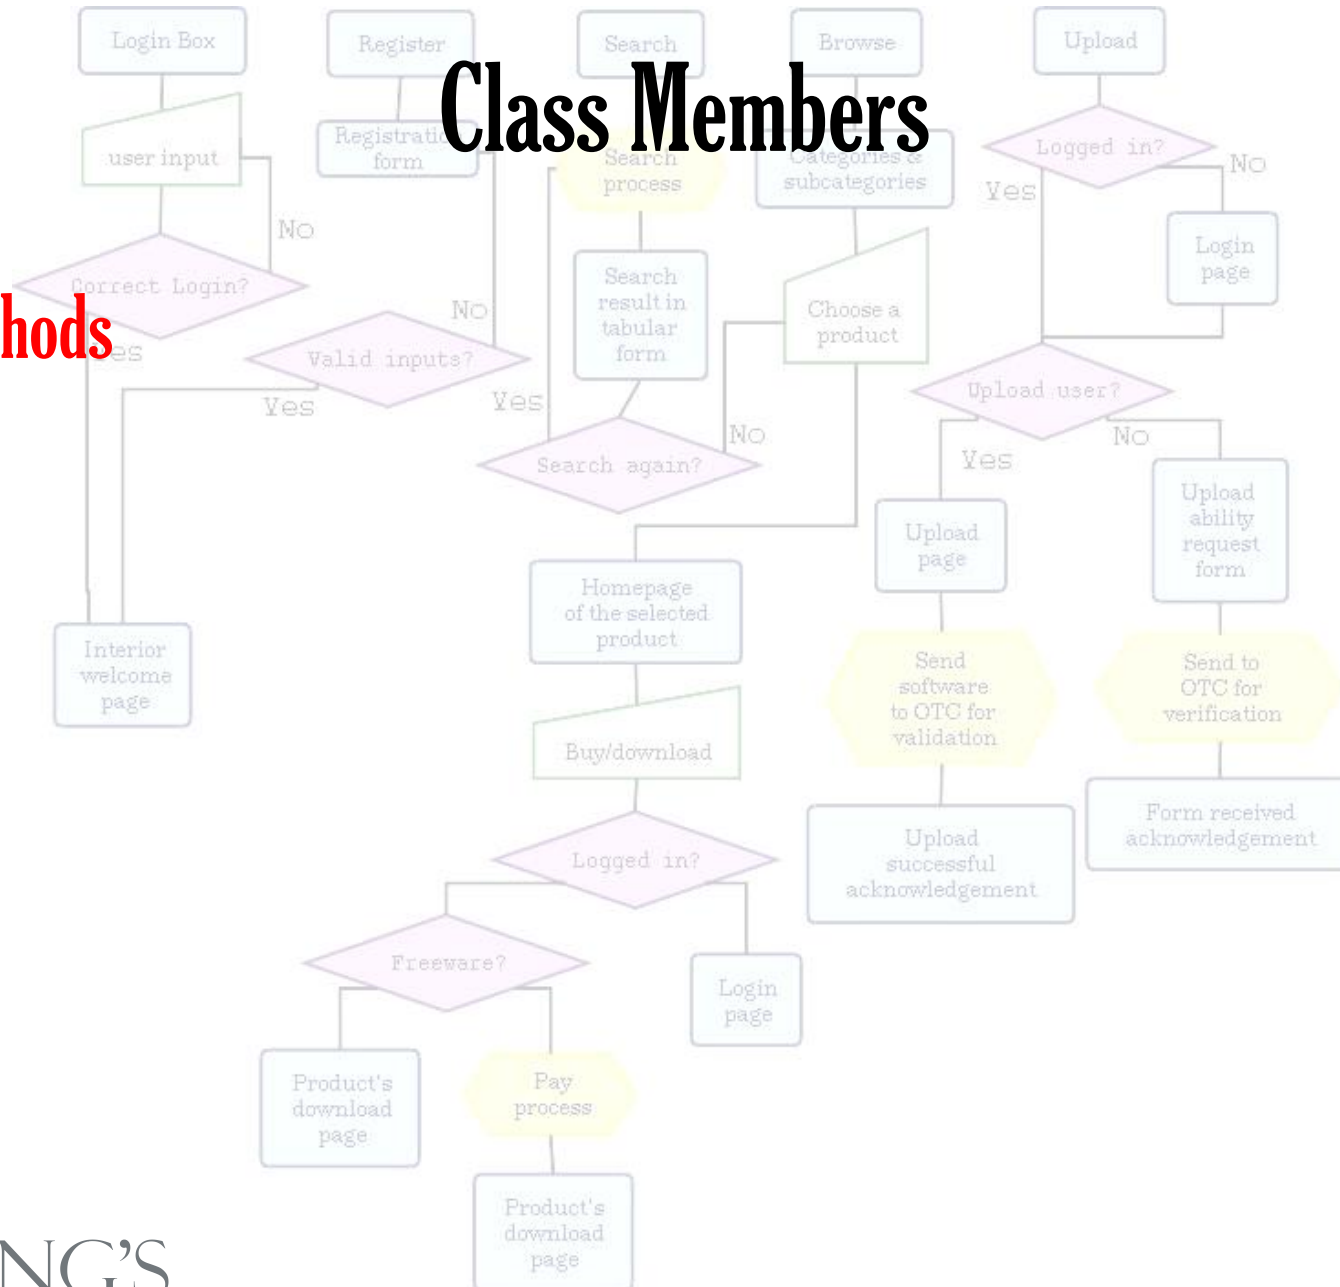 Class Members
hods
Login Box
Register
Search
Browse
Upload
user input
Registration
form
Search
process
Categories &
subcategories
Logged in?
Yes
No
Login
page
No
Correct Login?
Yes
Search
result in
tabular
form
Choose a
product
No
Valid inputs?
Yes
Yes
Search again?
No
Upload user?
Yes
No
Upload
page
Upload
ability
request
form
Homepage
of the selected
product
Interior
welcome
page
Send
software
to OTC for
validation
Send to
OTC for
verification
Buy/download
Upload
successful
acknowledgement
Form received
acknowledgement
Logged in?
Freeware?
Login
page
Product's
download
page
Pay
process
Product's
download
page
NG'S